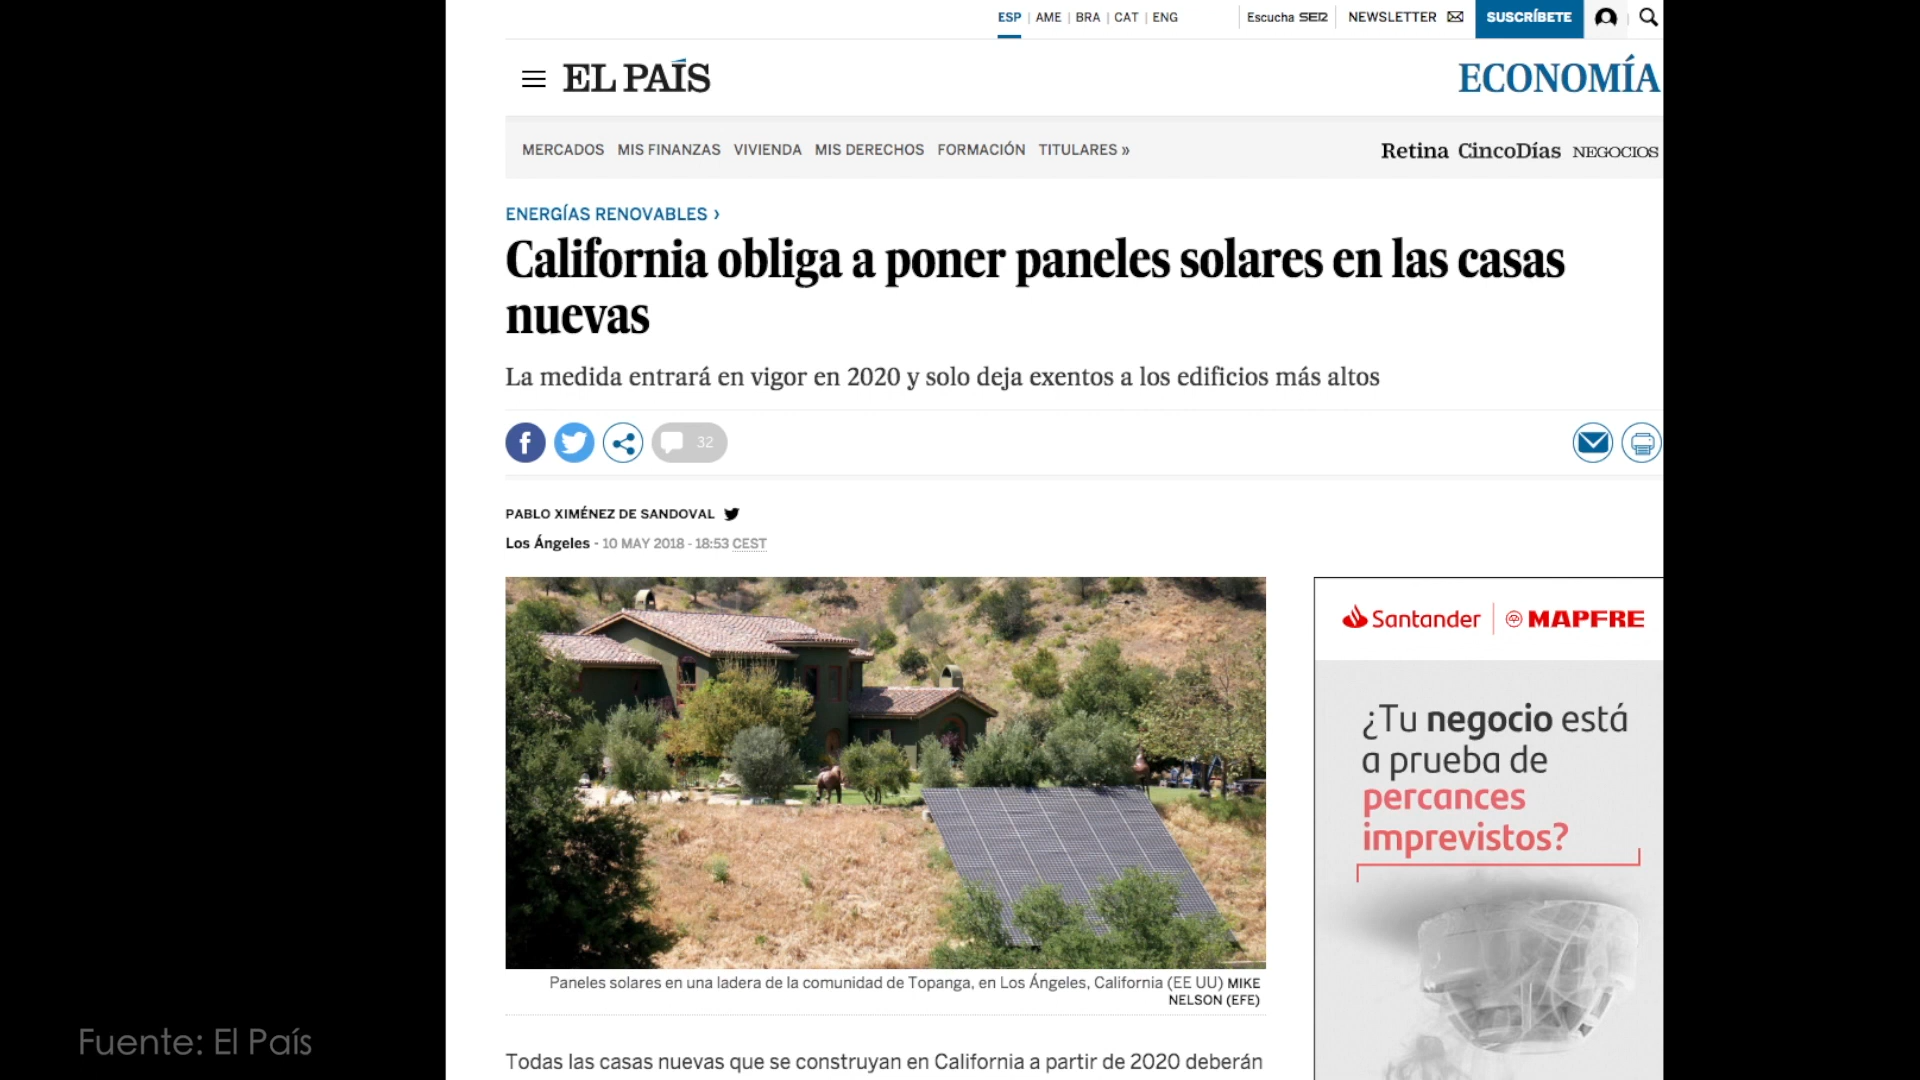 ESP | AME | BRA | CAT | ENG
Escucha SER
NEWSLETTER
SUSCRÍBETE
EL PAÍS
ECONOMÍA
MERCADOS MIS FINANZAS VIVIENDA MIS DERECHOS FORMACIÓN TITULARES »
Retina CincoDías NEGOCIOS
ENERGÍAS RENOVABLES ›
California obliga a poner paneles solares en las casas
nuevas
La medida entrará en vigor en 2020 y solo deja exentos a los edificios más altos
32
PABLO XIMÉNEZ DE SANDOVAL
Los Ángeles - 10 MAY 2018 - 18:53 CEST
Paneles solares en una ladera de la comunidad de Topanga, en Los Ángeles, California (EE UU) MIKE
NELSON (EFE)
Todas las casas nuevas que se construyan en California a partir de 2020 deberán
Santander | MAPFRE
¿Tu negocio está
a prueba de
percances
imprevistos?
Fuente: El País